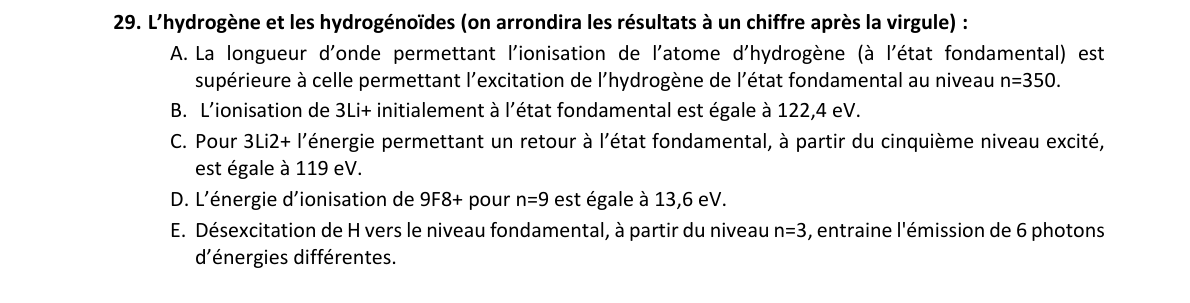 29. L’hydrogène et les hydrogénoïdes (on arrondira les résultats à un chiffre après la virgule) :
A. La longueur d’onde permettant l’ionisation de l’atome d’hydrogène (à l’état fondamental) est
supérieure à celle permettant l’excitation de l’hydrogène de l’état fondamental au niveau n=350.
B. L’ionisation de 3Li+ initialement à l’état fondamental est égale à 122,4 eV.
C. Pour 3Li2+ l’énergie permettant un retour à l’état fondamental, à partir du cinquième niveau excité,
est égale à 119 eV.
D. L’énergie d’ionisation de 9F8+ pour n=9 est égale à 13,6 eV.
E. Désexcitation de H vers le niveau fondamental, à partir du niveau n=3, entraine l'émission de 6 photons
d’énergies différentes.